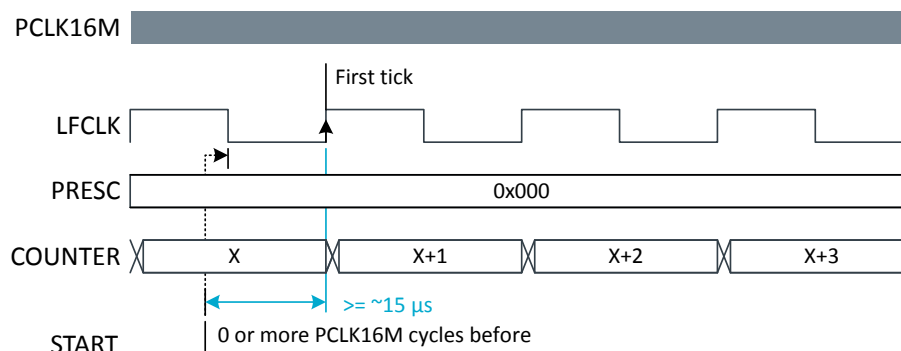 PCLK16M
First tick
LFCLK
PRESC 0x000
COUNTER X X+1 X+2 X+3
>= ~15 µs
START 0 or more PCLK16M cycles before